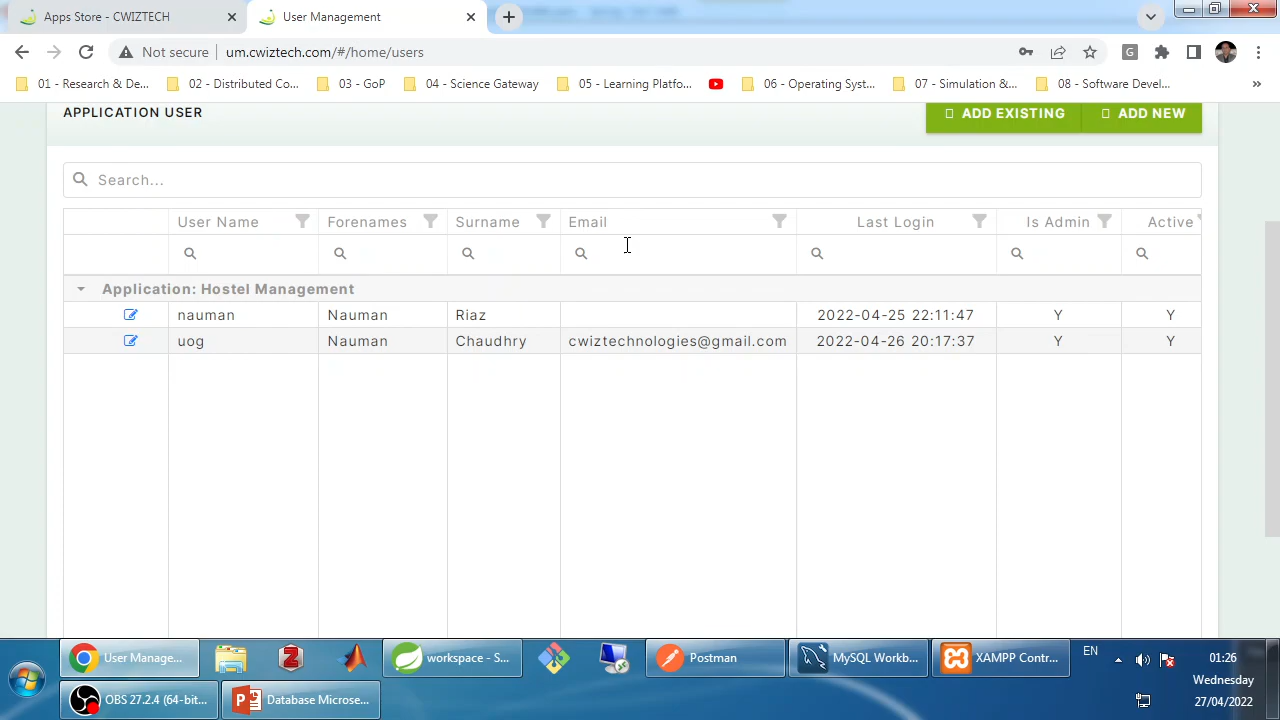 Apps Store - CWIZTECH
User Management
Not secure
um.cwiztech.com/#/home/users
G
01 - Research & De...
02 - Distributed Co...
03 - GoP
04 - Science Gateway
05 - Learning Platfo...
06 - Operating Syst...
07 - Simulation &...
08 - Software Devel...
»
APPLICATION USER
ADD EXISTING
ADD NEW
Search...
User Name Forenames Surname Email Last Login Is Admin Active
Application: Hostel Management
nauman Nauman Riaz 2022-04-25 22:11:47 Y Y
uog Nauman Chaudhry cwiztechnologies@gmail.com 2022-04-26 20:17:37 Y Y
User Manage...
workspace - S...
Postman
MySQL Workb...
XAMPP Contr...
EN
01:26
Wednesday
27/04/2022
OBS 27.2.4 (64-bit...
Database Microse...